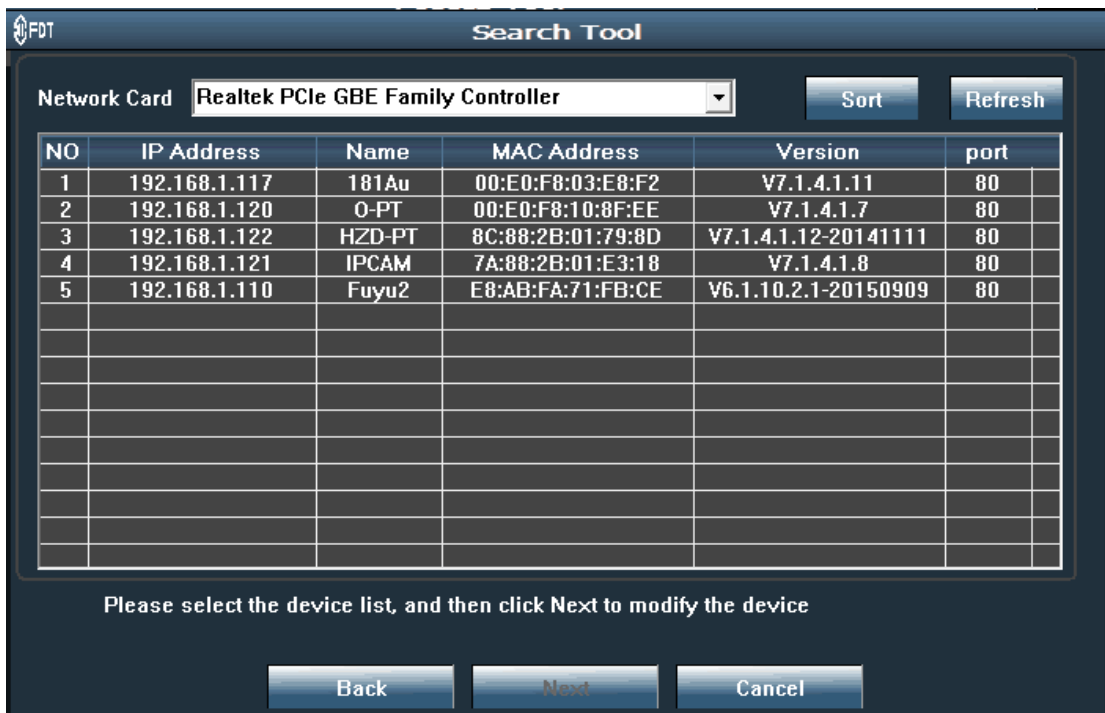 FDT
Search Tool
Network Card Realtek PCIe GBE Family Controller Sort Refresh
NO IP Address Name MAC Address Version port
1 192.168.1.117 181Au 00:E0:F8:03:E8:F2 V7.1.4.1.11 80
2 192.168.1.120 O-PT 00:E0:F8:10:8F:EE V7.1.4.1.7 80
3 192.168.1.122 HZD-PT 8C:88:2B:01:79:8D V7.1.4.1.12-20141111 80
4 192.168.1.121 IPCAM 7A:88:2B:01:E3:18 V7.1.4.1.8 80
5 192.168.1.110 Fuyu2 E8:AB:FA:71:FB:CE V6.1.10.2.1-20150909 80
Please select the device list, and then click Next to modify the device
Back Next Cancel